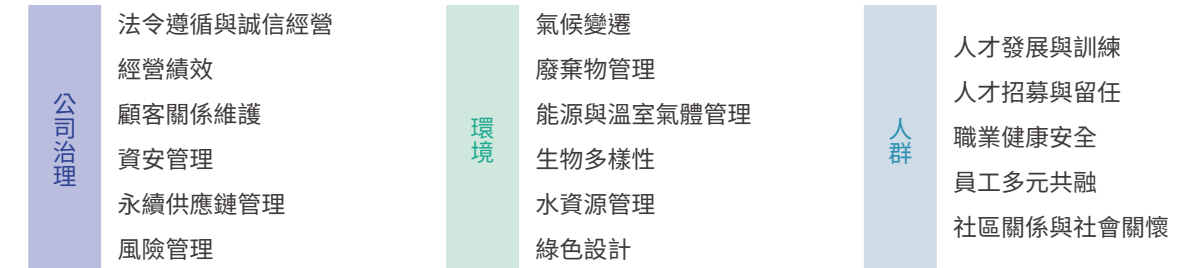 公司治理
法令遵循與誠信經營
經營績效
顧客關係維護
資安管理
永續供應鏈管理
風險管理
環境
氣候變遷
廢棄物管理
能源與溫室氣體管理
生物多樣性
水資源管理
綠色設計
人群
人才發展與訓練
人才招募與留任
職業健康安全
員工多元共融
社區關係與社會關懷